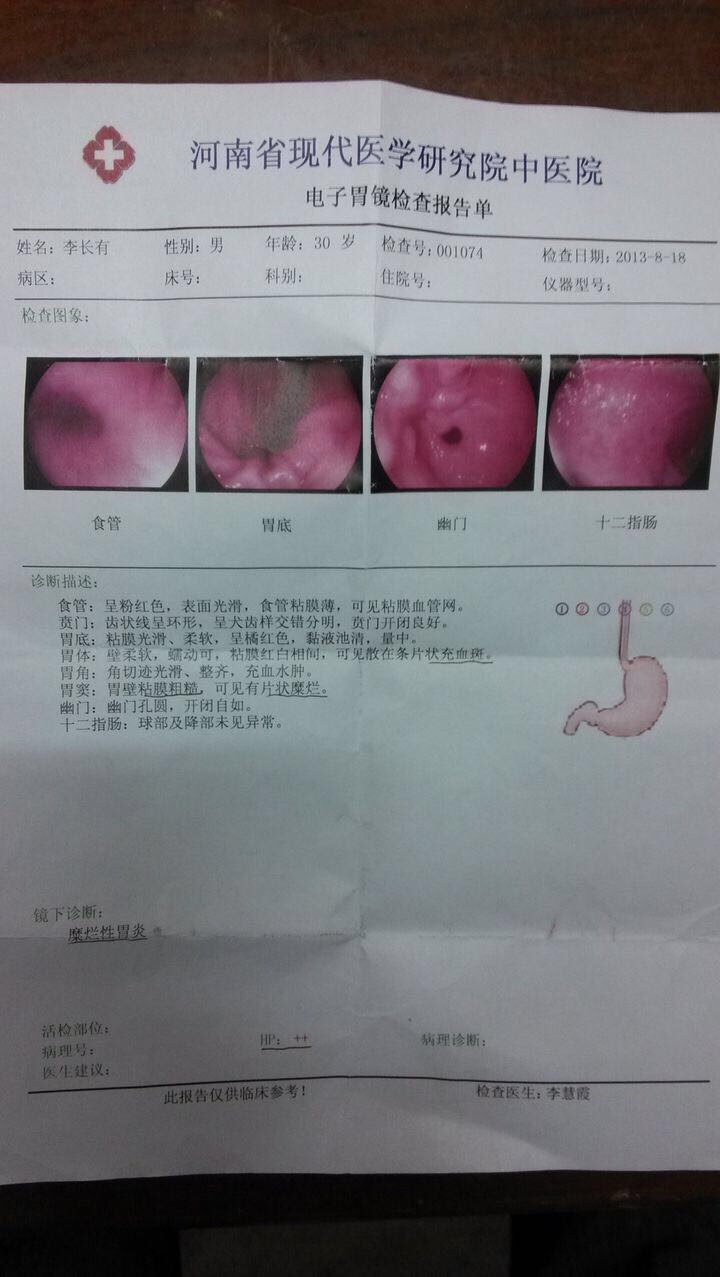 河南省现代医学研究院中医院
电子胃镜检查报告单
姓名：李长有 性别：男 年龄：30 岁 检查号：001074 检查日期：2013-8-18
病区： 床号： 科别： 住院号： 仪器型号：
检查图象：
食管 胃底 幽门 十二指肠
诊断描述：
食管：呈粉红色，表面光滑，食管粘膜薄，可见粘膜血管网。
贲门：齿状线呈环形，呈犬齿样交错分明，贲门开闭良好。
胃底：粘膜光滑、柔软，呈橘红色，黏液池清，量中。
胃体：壁柔软，蠕动可，粘膜红白相间，可见散在条片状充血斑。
胃角：角切迹光滑、整齐，充血水肿。
胃窦：胃壁粘膜粗糙，可见有片状糜烂。
幽门：幽门孔圆，开闭自如。
十二指肠：球部及降部未见异常。
① ② ③ ④ ⑤ ⑥
镜下诊断：
糜烂性胃炎
活检部位：
病理号：
HP：++ 病理诊断：
医生建议：
此报告仅供临床参考！ 检查医生：李慧霞